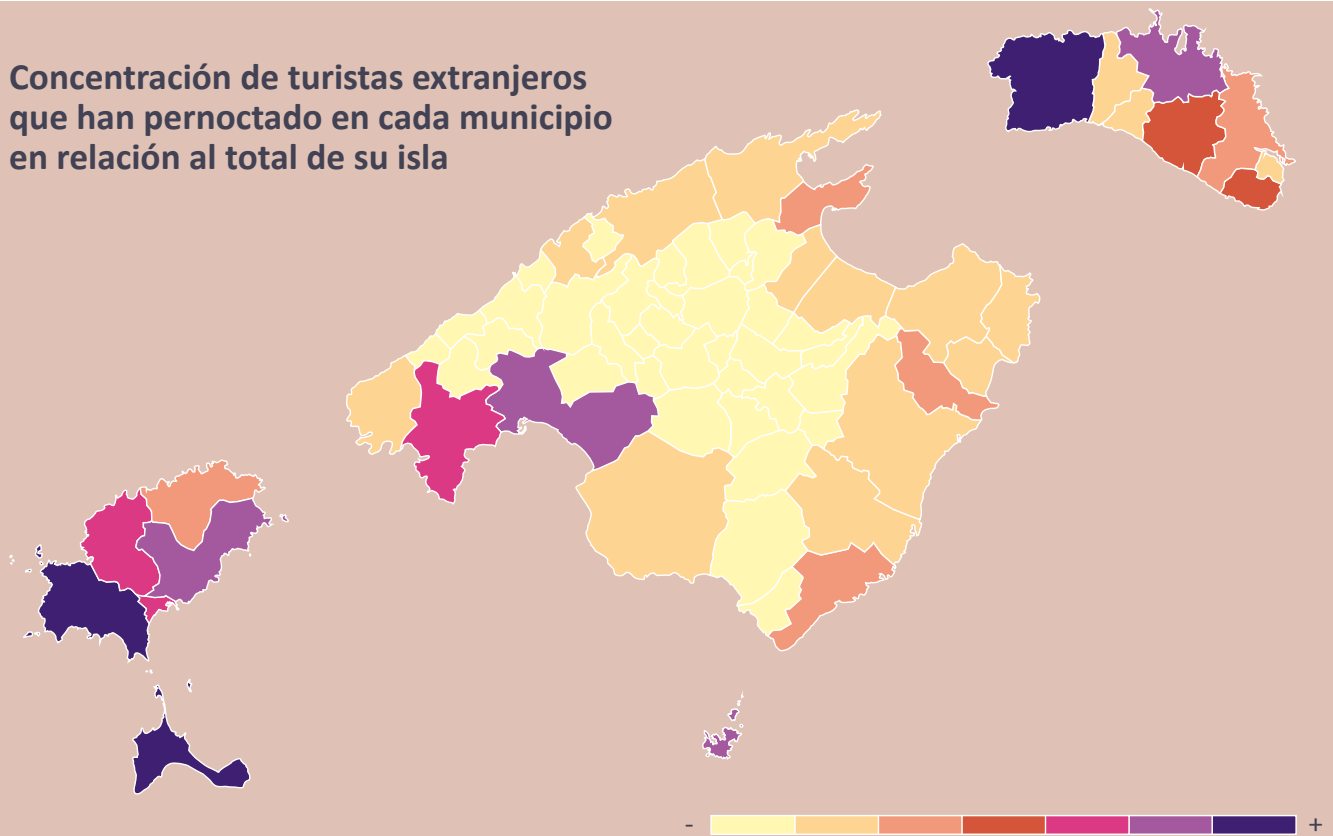 Concentración de turistas extranjeros
que han pernoctado en cada municipio
en relación al total de su isla
- +